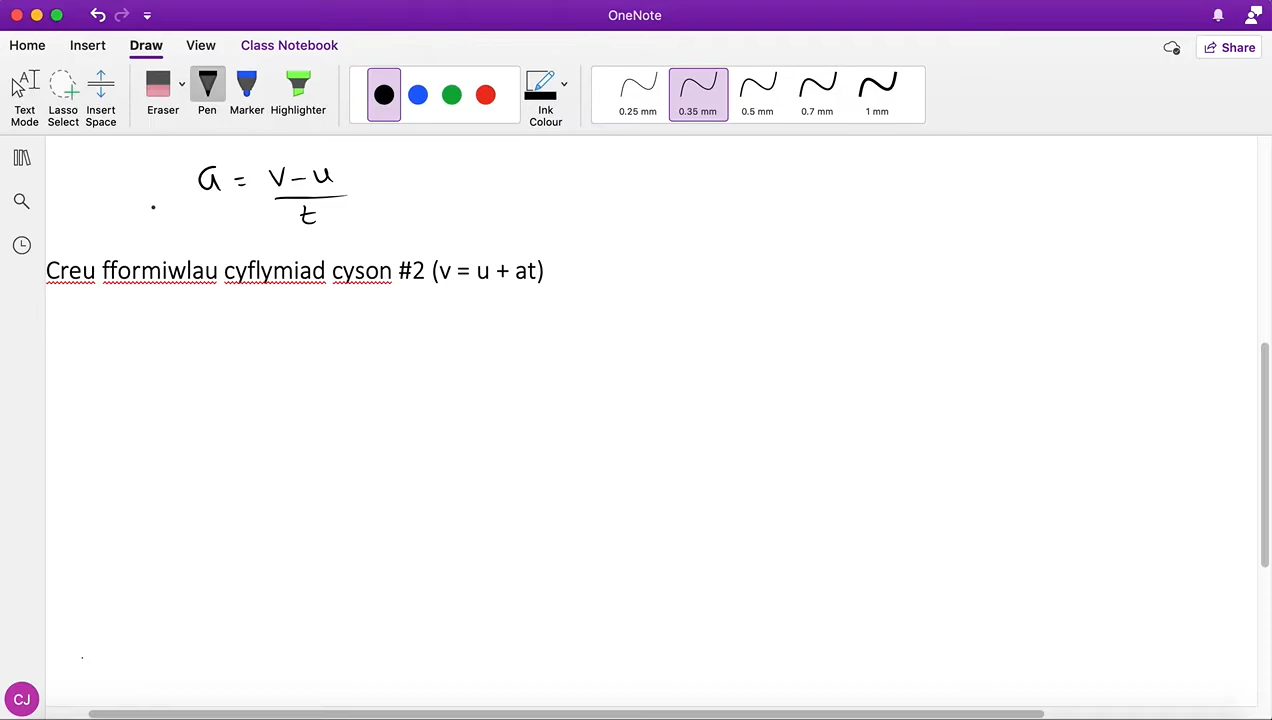 OneNote
Home Insert Draw View Class Notebook Share
Text Mode Lasso Select Insert Space Eraser Pen Marker Highlighter Ink Colour 0.25 mm 0.35 mm 0.5 mm 0.7 mm 1 mm
a = v - u
t
Creu fformiwlau cyflymiad cyson #2 (v = u + at)
CJ